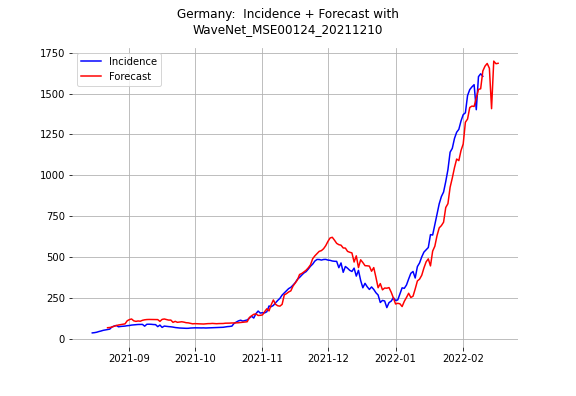 Germany:  Incidence + Forecast with
WaveNet_MSE00124_20211210
Incidence
Forecast
1750
1500
1250
1000
750
500
250
0
2021-09 2021-10 2021-11 2021-12 2022-01 2022-02